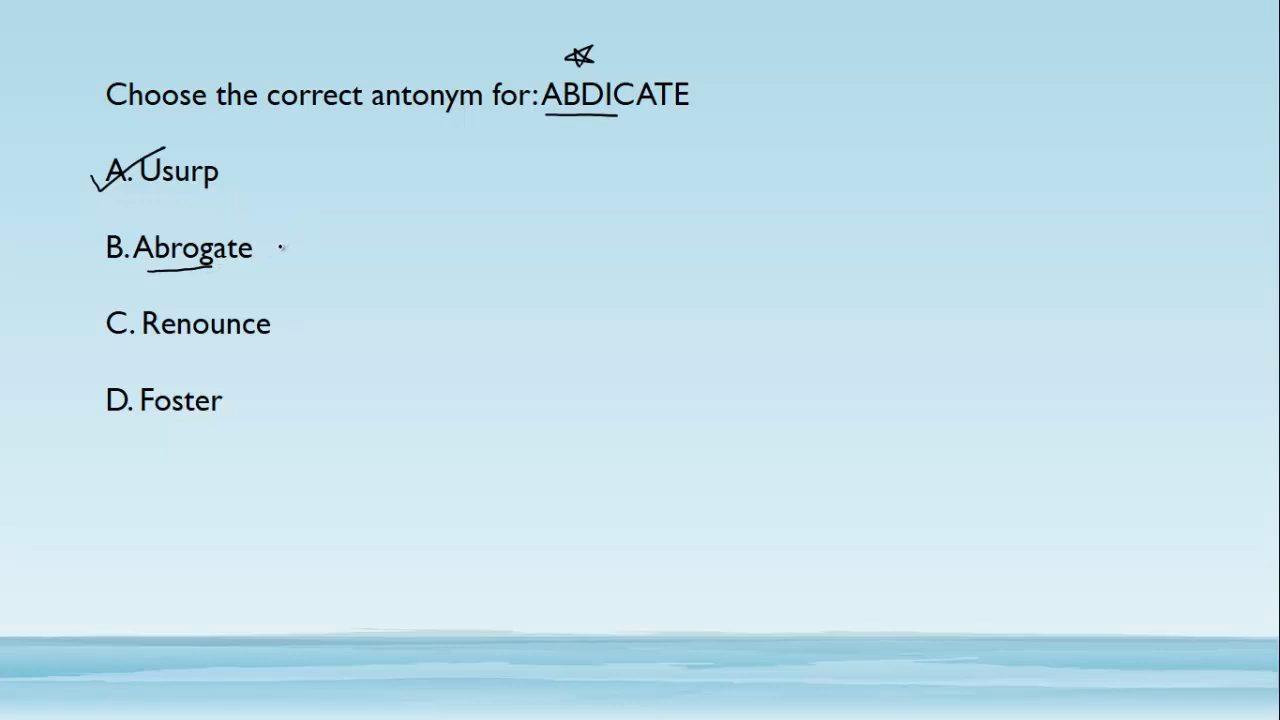 Choose the correct antonym for: ABDICATE
A. Usurp
B. Abrogate
C. Renounce
D. Foster